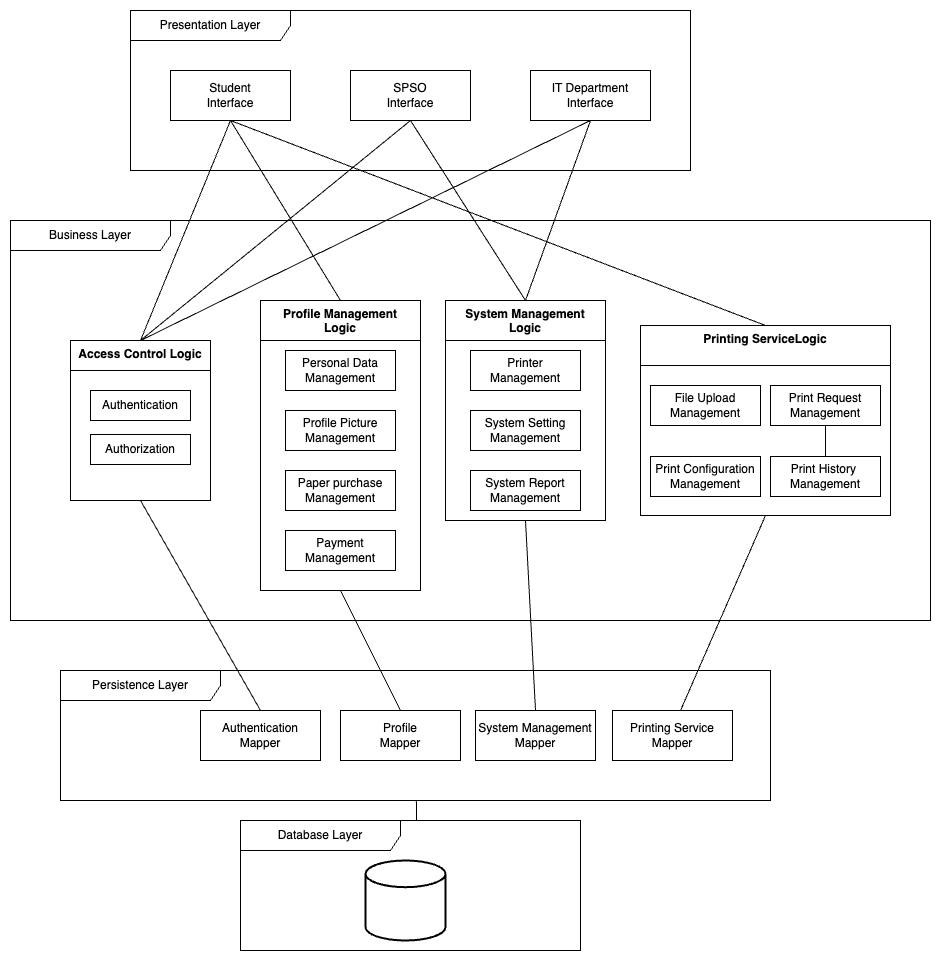 Presentation Layer
Student
Interface
SPSO
Interface
IT Department
Interface
Business Layer
Access Control Logic
Authentication
Authorization
Profile Management
Logic
Personal Data
Management
Profile Picture
Management
Paper purchase
Management
Payment
Management
System Management
Logic
Printer
Management
System Setting
Management
System Report
Management
Printing ServiceLogic
File Upload
Management
Print Request
Management
Print Configuration
Management
Print History
Management
Persistence Layer
Authentication
Mapper
Profile
Mapper
System Management
Mapper
Printing Service
Mapper
Database Layer